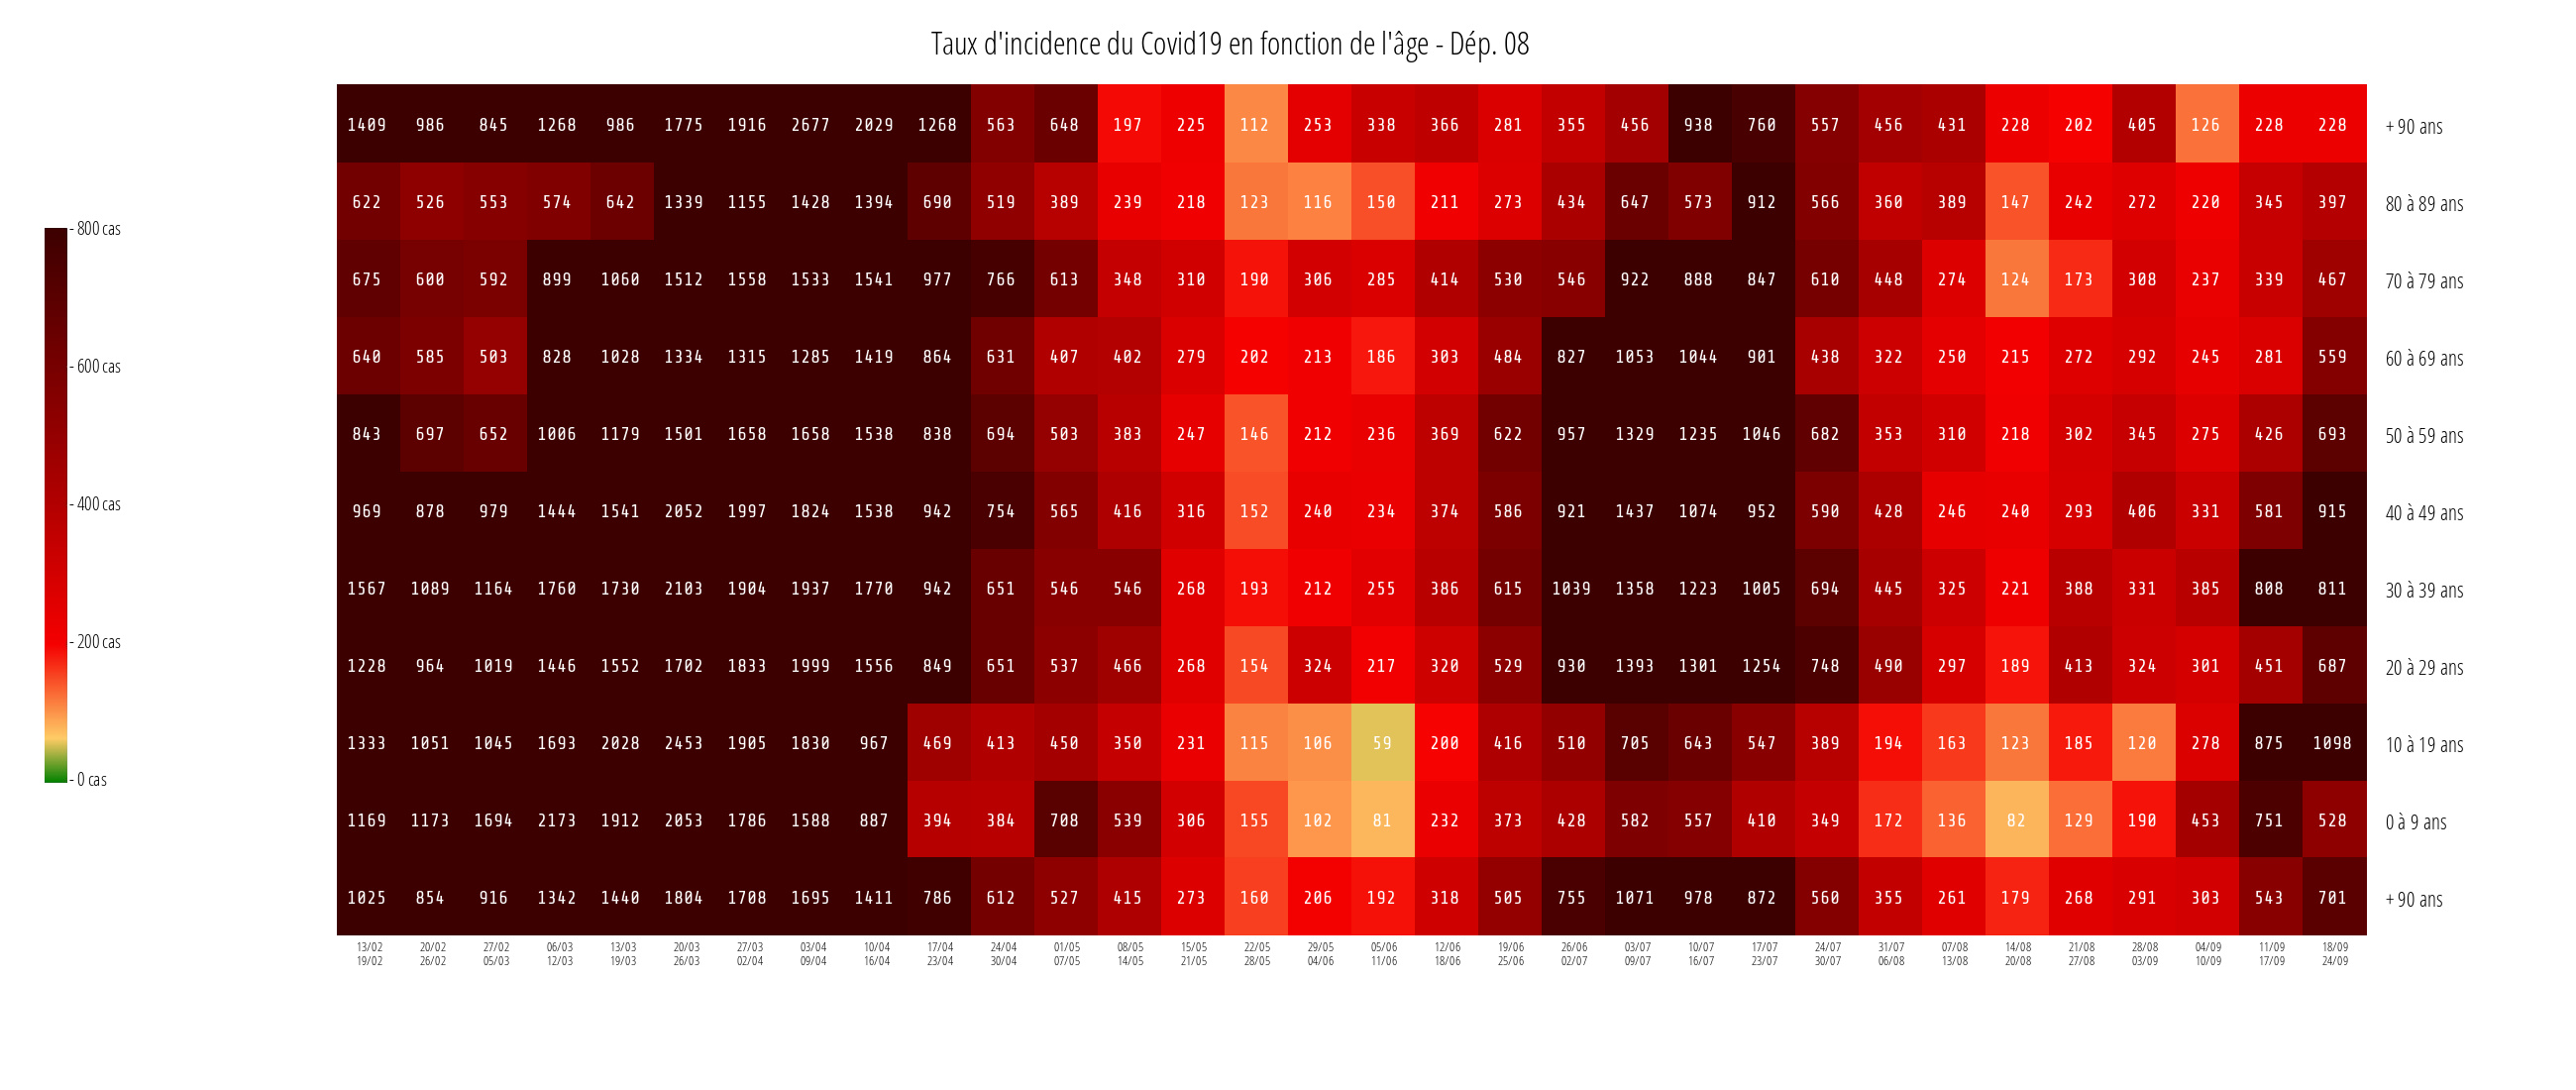 Taux d'incidence du Covid19 en fonction de l'âge - Dép. 08
- 800 cas
- 600 cas
- 400 cas
- 200 cas
- 0 cas
1409 986 845 1268 986 1775 1916 2677 2029 1268 563 648 197 225 112 253 338 366 281 355 456 938 760 557 456 431 228 202 405 126 228 228 + 90 ans
622 526 553 574 642 1339 1155 1428 1394 690 519 389 239 218 123 116 150 211 273 434 647 573 912 566 360 389 147 242 272 220 345 397 80 à 89 ans
675 600 592 899 1060 1512 1558 1533 1541 977 766 613 348 310 190 306 285 414 530 546 922 888 847 610 448 274 124 173 308 237 339 467 70 à 79 ans
640 585 503 828 1028 1334 1315 1285 1419 864 631 407 402 279 202 213 186 303 484 827 1053 1044 901 438 322 250 215 272 292 245 281 559 60 à 69 ans
843 697 652 1006 1179 1501 1658 1658 1538 838 694 503 383 247 146 212 236 369 622 957 1329 1235 1046 682 353 310 218 302 345 275 426 693 50 à 59 ans
969 878 979 1444 1541 2052 1997 1824 1538 942 754 565 416 316 152 240 234 374 586 921 1437 1074 952 590 428 246 240 293 406 331 581 915 40 à 49 ans
1567 1089 1164 1760 1730 2103 1904 1937 1770 942 651 546 546 268 193 212 255 386 615 1039 1358 1223 1005 694 445 325 221 388 331 385 808 811 30 à 39 ans
1228 964 1019 1446 1552 1702 1833 1999 1556 849 651 537 466 268 154 324 217 320 529 930 1393 1301 1254 748 490 297 189 413 324 301 451 687 20 à 29 ans
1333 1051 1045 1693 2028 2453 1905 1830 967 469 413 450 350 231 115 106 59 200 416 510 705 643 547 389 194 163 123 185 120 278 875 1098 10 à 19 ans
1169 1173 1694 2173 1912 2053 1786 1588 887 394 384 708 539 306 155 102 81 232 373 428 582 557 410 349 172 136 82 129 190 453 751 528 0 à 9 ans
1025 854 916 1342 1440 1804 1708 1695 1411 786 612 527 415 273 160 206 192 318 505 755 1071 978 872 560 355 261 179 268 291 303 543 701 + 90 ans
13/02 20/02 27/02 06/03 13/03 20/03 27/03 03/04 10/04 17/04 24/04 01/05 08/05 15/05 22/05 29/05 05/06 12/06 19/06 26/06 03/07 10/07 17/07 24/07 31/07 07/08 14/08 21/08 28/08 04/09 11/09 18/09
19/02 26/02 05/03 12/03 19/03 26/03 02/04 09/04 16/04 23/04 30/04 07/05 14/05 21/05 28/05 04/06 11/06 18/06 25/06 02/07 09/07 16/07 23/07 30/07 06/08 13/08 20/08 27/08 03/09 10/09 17/09 24/09